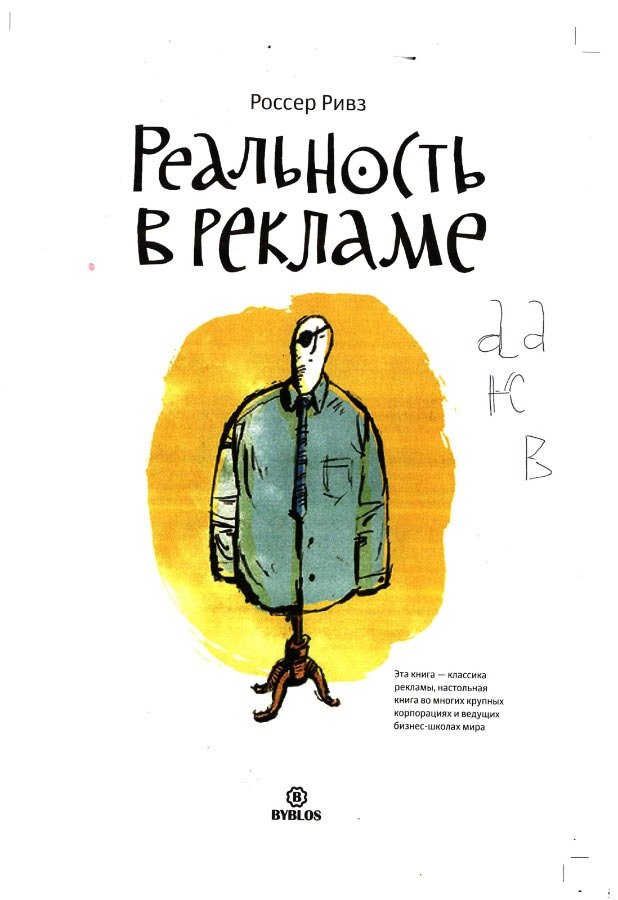 Россер Ривз
Реальность
в рекламе
Эта книга — классика
рекламы, настольная
книга во многих крупных
корпорациях и ведущих
бизнес-школах мира
B
BYBLOS